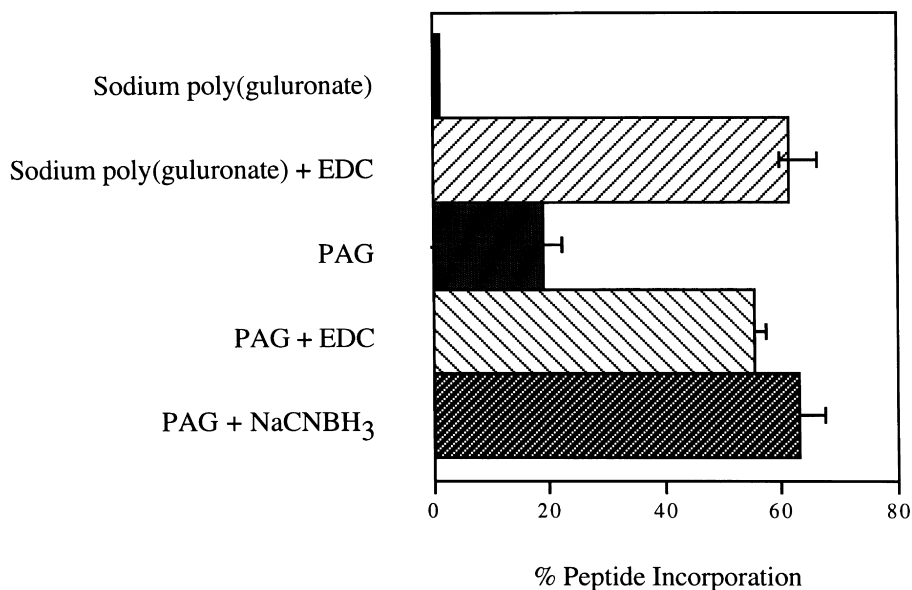 Sodium poly(guluronate)
Sodium poly(guluronate) + EDC
PAG
PAG + EDC
PAG + NaCNBH3
0 20 40 60 80
% Peptide Incorporation